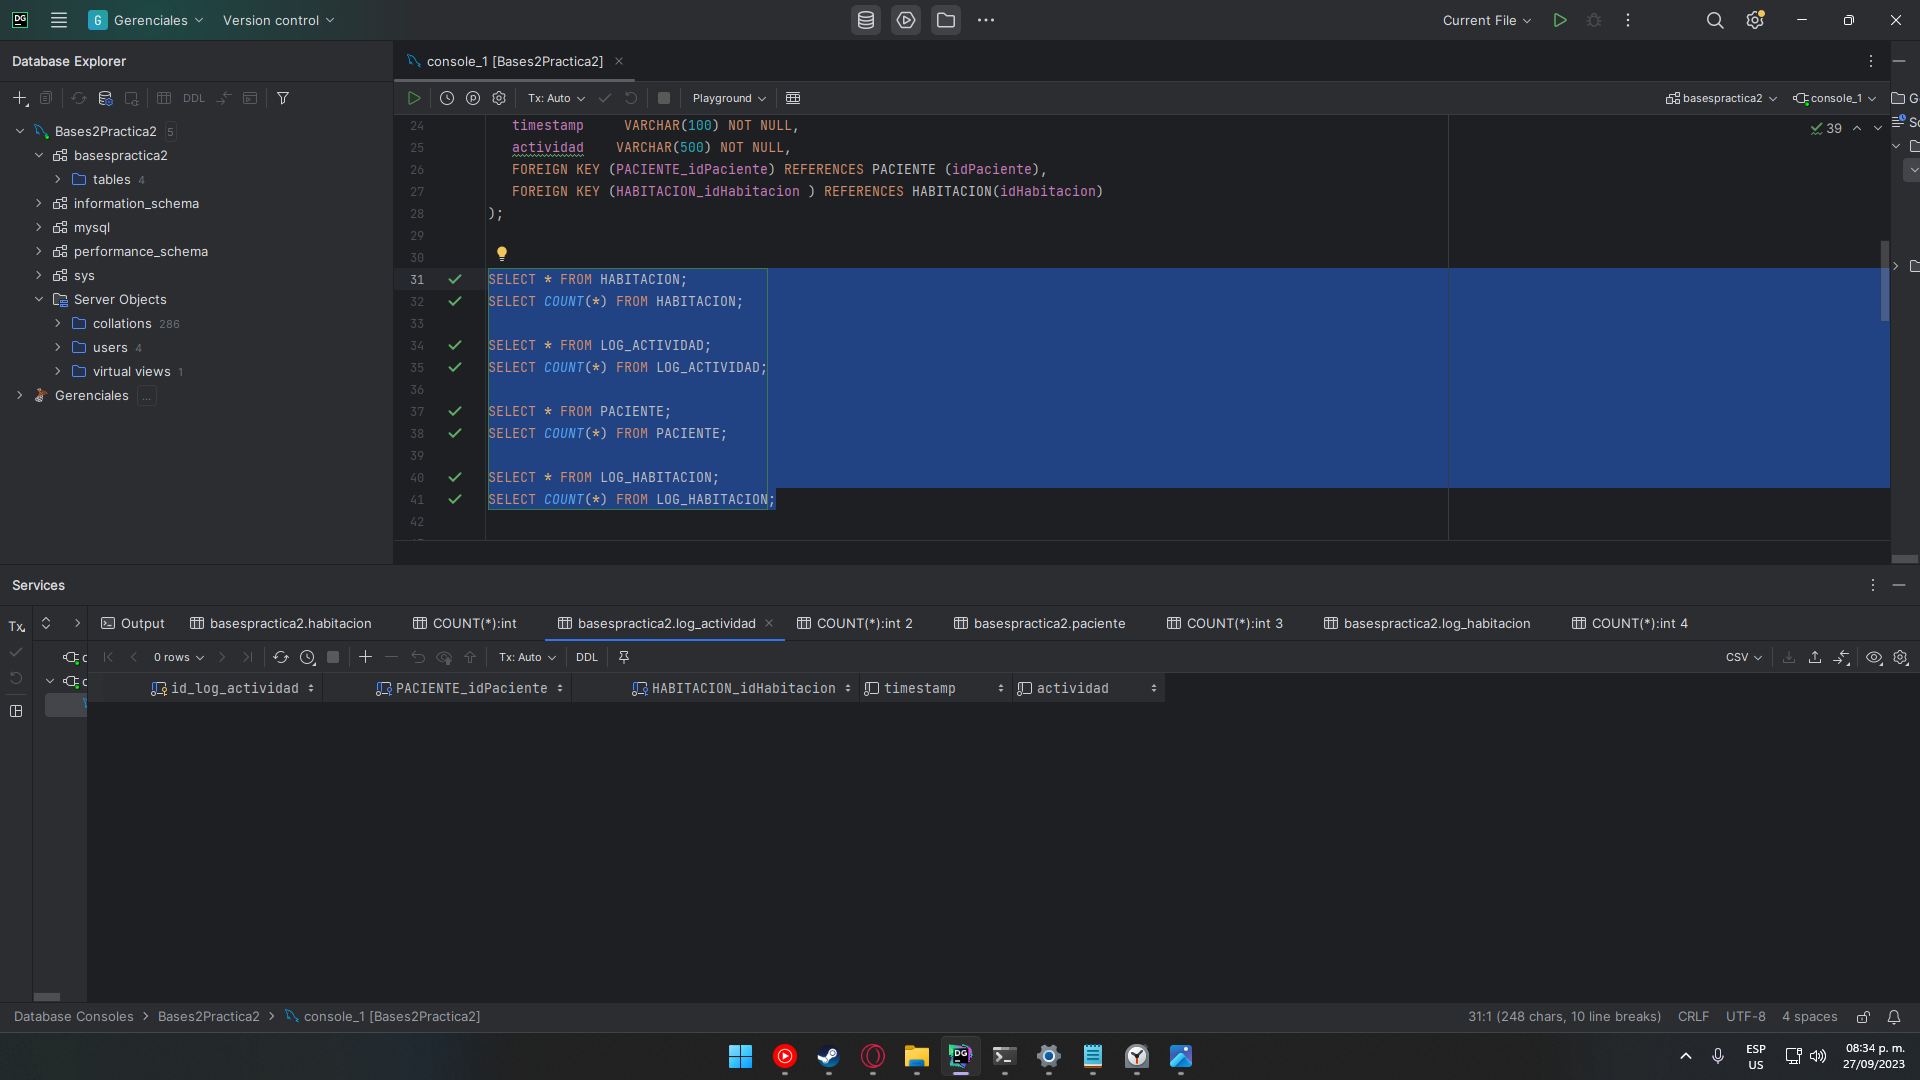 DG
G Gerenciales
Version control
Current File
Database Explorer
console_1 [Bases2Practica2]
DDL
Tx: Auto
Playground
basespractica2
console_1
Bases2Practica2 5
basespractica2
tables 4
information_schema
mysql
performance_schema
sys
Server Objects
collations 286
users 4
virtual views 1
Gerenciales ...
39
24 timestamp VARCHAR(100) NOT NULL,
25 actividad VARCHAR(500) NOT NULL,
26 FOREIGN KEY (PACIENTE_idPaciente) REFERENCES PACIENTE (idPaciente),
27 FOREIGN KEY (HABITACION_idHabitacion ) REFERENCES HABITACION(idHabitacion)
28 );
29
30
31 SELECT * FROM HABITACION;
32 SELECT COUNT(*) FROM HABITACION;
33
34 SELECT * FROM LOG_ACTIVIDAD;
35 SELECT COUNT(*) FROM LOG_ACTIVIDAD;
36
37 SELECT * FROM PACIENTE;
38 SELECT COUNT(*) FROM PACIENTE;
39
40 SELECT * FROM LOG_HABITACION;
41 SELECT COUNT(*) FROM LOG_HABITACION;
42
Services
Tx
Output
basespractica2.habitacion
COUNT(*):int
basespractica2.log_actividad
COUNT(*):int 2
basespractica2.paciente
COUNT(*):int 3
basespractica2.log_habitacion
COUNT(*):int 4
0 rows
Tx: Auto
DDL
CSV
id_log_actividad
PACIENTE_idPaciente
HABITACION_idHabitacion
timestamp
actividad
Database Consoles > Bases2Practica2 > console_1 [Bases2Practica2]
31:1 (248 chars, 10 line breaks)
CRLF
UTF-8
4 spaces
DG
ESP
US
08:34 p. m.
27/09/2023